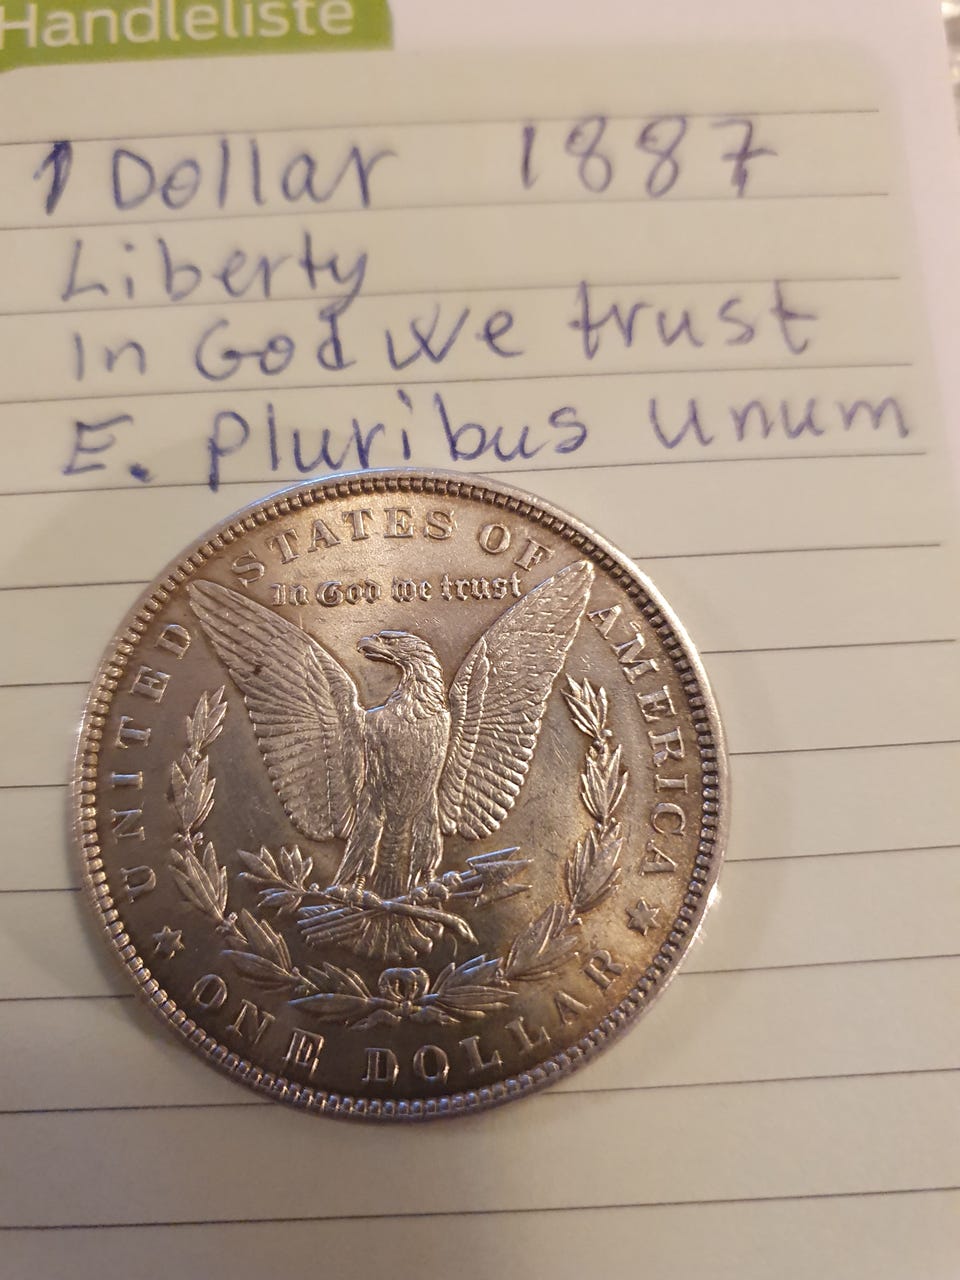 Handleliste
1 Dollar 1887
Liberty
In God we trust
E. pluribus unum
UNITED STATES OF AMERICA
In God we trust
ONE DOLLAR